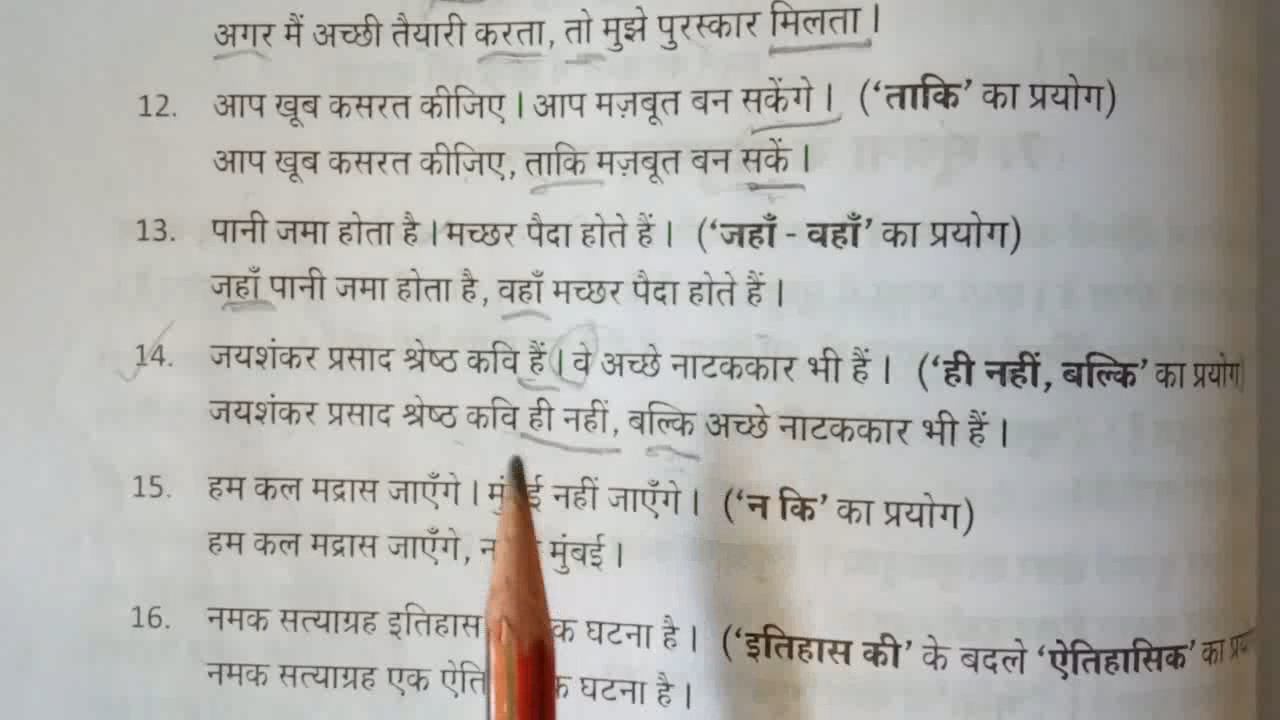 अगर मैं अच्छी तैयारी करता, तो मुझे पुरस्कार मिलता ।
12. आप खूब कसरत कीजिए । आप मज़बूत बन सकेंगे । ('ताकि' का प्रयोग)
आप खूब कसरत कीजिए, ताकि मज़बूत बन सकें ।
13. पानी जमा होता है । मच्छर पैदा होते हैं । ('जहाँ - वहाँ' का प्रयोग)
जहाँ पानी जमा होता है, वहाँ मच्छर पैदा होते हैं ।
14. जयशंकर प्रसाद श्रेष्ठ कवि हैं । वे अच्छे नाटककार भी हैं । ('ही नहीं, बल्कि' का प्रयोग)
जयशंकर प्रसाद श्रेष्ठ कवि ही नहीं, बल्कि अच्छे नाटककार भी हैं ।
15. हम कल मद्रास जाएँगे । नहीं जाएँगे । ('न कि' का प्रयोग)
हम कल मद्रास जाएँगे, न मुंबई ।
16. नमक सत्याग्रह इतिहास घटना है । ('इतिहास की' के बदले 'ऐतिहासिक' का
नमक सत्याग्रह एक घटना है ।